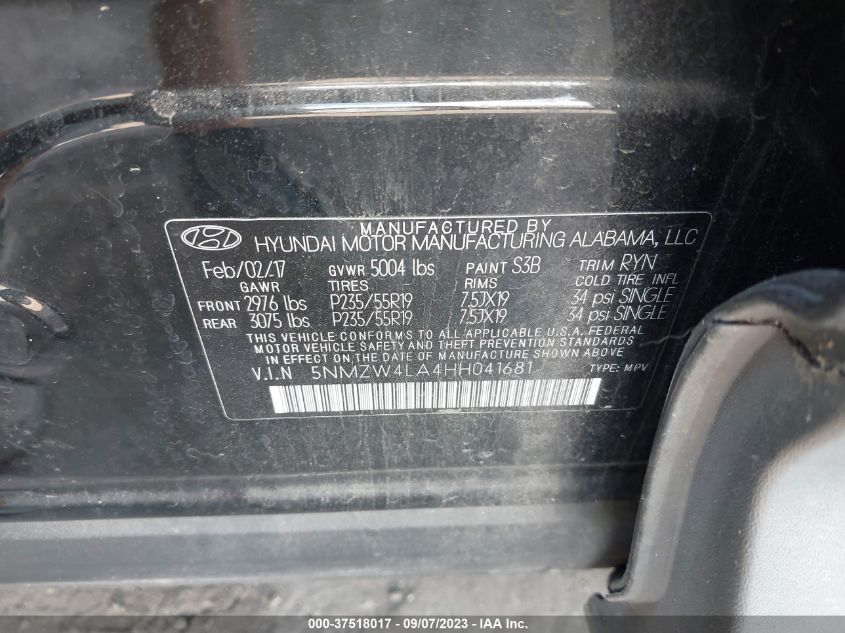 MANUFACTURED BY
HYUNDAI MOTOR MANUFACTURING ALABAMA, LLC
Feb/02/17 GVWR 5004 lbs PAINT S3B TRIM RYN
GAWR TIRES RIMS COLD TIRE INFL
FRONT 2976 lbs P235/55R19 7.5JX19 34 psi SINGLE
REAR 3075 lbs P235/55R19 7.5JX19 34 psi SINGLE
THIS VEHICLE CONFORMS TO ALL APPLICABLE U.S.A. FEDERAL
MOTOR VEHICLE SAFETY AND THEFT PREVENTION STANDARDS
IN EFFECT ON THE DATE OF MANUFACTURE SHOWN ABOVE.
V.I.N 5NMZW4LA4HH041681 TYPE: MPV
000-37518017 - 09/07/2023 - IAA Inc.